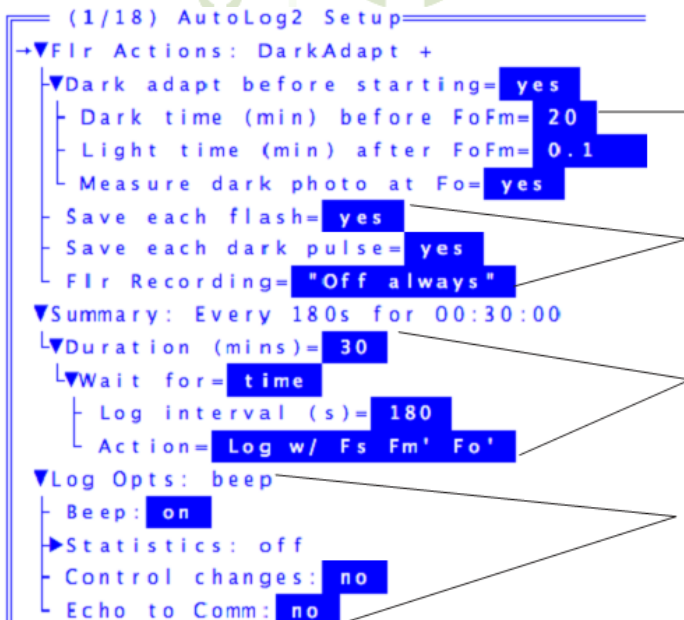 (1/18) AutoLog2 Setup
→▼Flr Actions: DarkAdapt +
▼Dark adapt before starting= yes
Dark time (min) before FoFm= 20
Light time (min) after FoFm= 0.1
Measure dark photo at Fo= yes
Save each flash= yes
Save each dark pulse= yes
Flr Recording= "Off always"
▼Summary: Every 180s for 00:30:00
▼Duration (mins)= 30
▼Wait for= time
Log interval (s)= 180
Action= Log w/ Fs Fm' Fo'
▼Log Opts: beep
Beep: on
▶Statistics: off
Control changes: no
Echo to Comm: no